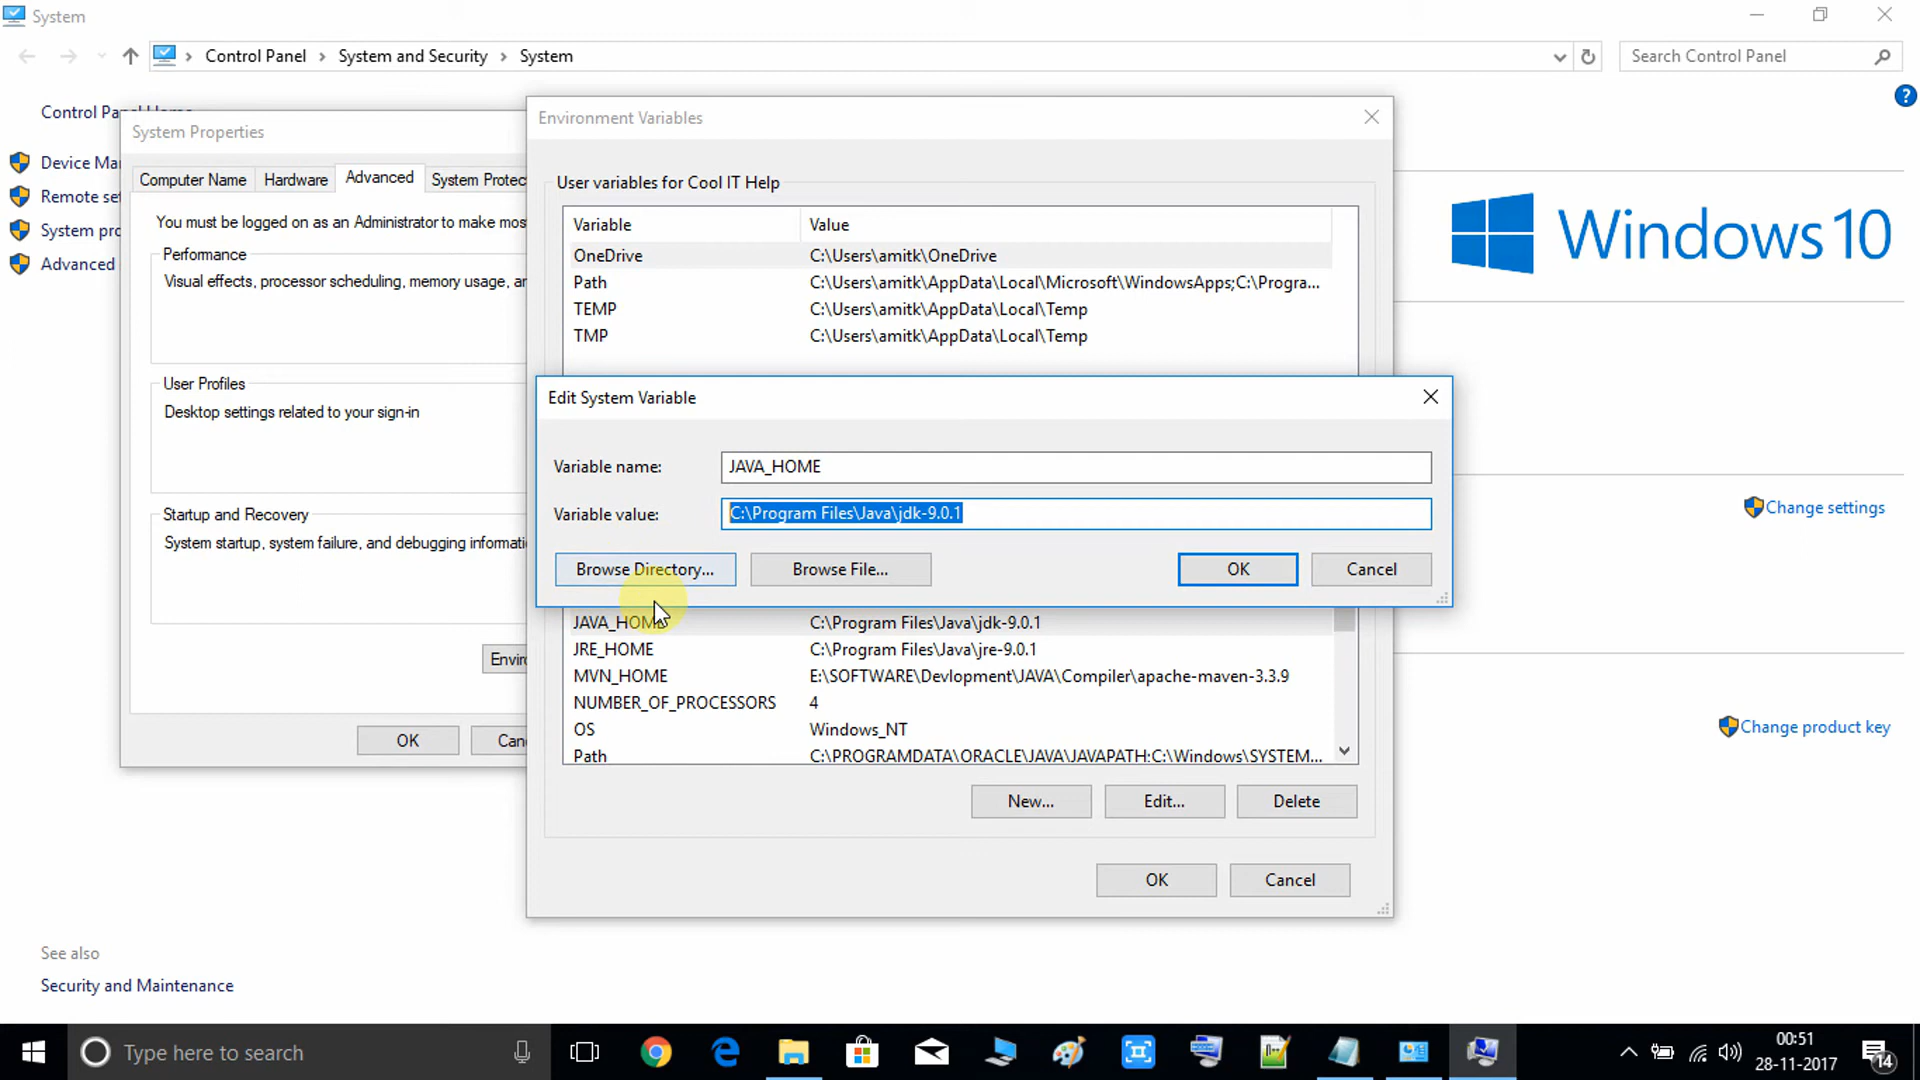 System
Control Panel > System and Security > System
Search Control Panel
Control Panel Home
Device Ma
Remote se
System pro
Advanced
System Properties
Computer Name
Hardware
Advanced
System Protec
You must be logged on as an Administrator to make mos
Performance
Visual effects, processor scheduling, memory usage, an
User Profiles
Desktop settings related to your sign-in
Startup and Recovery
System startup, system failure, and debugging informati
Enviro
OK
Canc
Environment Variables
User variables for Cool IT Help
Variable Value
OneDrive C:\Users\amitk\OneDrive
Path C:\Users\amitk\AppData\Local\Microsoft\WindowsApps;C:\Progra...
TEMP C:\Users\amitk\AppData\Local\Temp
TMP C:\Users\amitk\AppData\Local\Temp
Edit System Variable
Variable name: JAVA_HOME
Variable value: C:\Program Files\Java\jdk-9.0.1
Browse Directory... Browse File... OK Cancel
JAVA_HOME C:\Program Files\Java\jdk-9.0.1
JRE_HOME C:\Program Files\Java\jre-9.0.1
MVN_HOME E:\SOFTWARE\Devlopment\JAVA\Compiler\apache-maven-3.3.9
NUMBER_OF_PROCESSORS 4
OS Windows_NT
Path C:\PROGRAMDATA\ORACLE\JAVA\JAVAPATH;C:\Windows\SYSTEM...
New... Edit... Delete
OK Cancel
?
Windows 10
Change settings
Change product key
See also
Security and Maintenance
Type here to search
00:51
28-11-2017
14